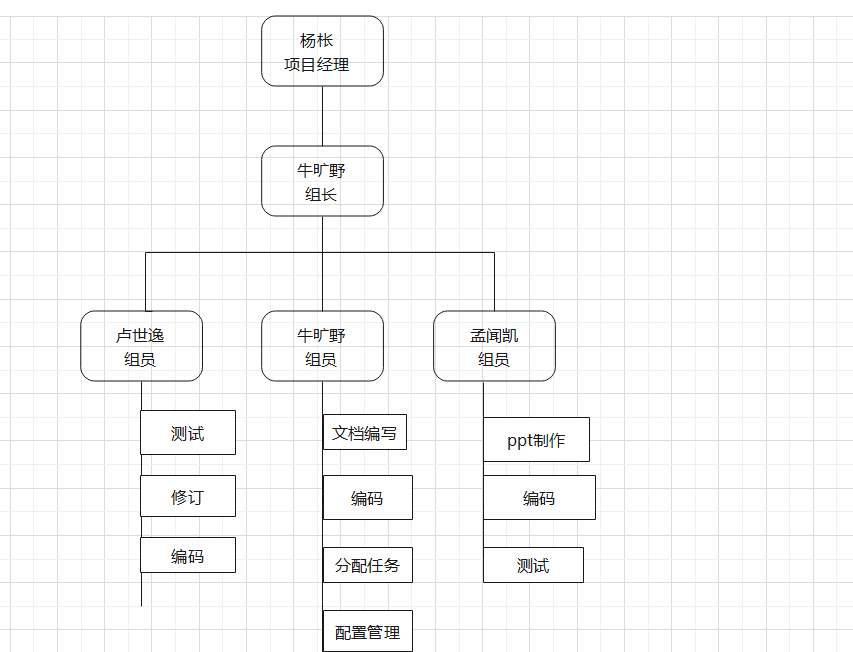 杨枨
项目经理
牛旷野
组长
卢世逸
组员
牛旷野
组员
孟闻凯
组员
测试
修订
编码
文档编写
编码
分配任务
配置管理
ppt制作
编码
测试